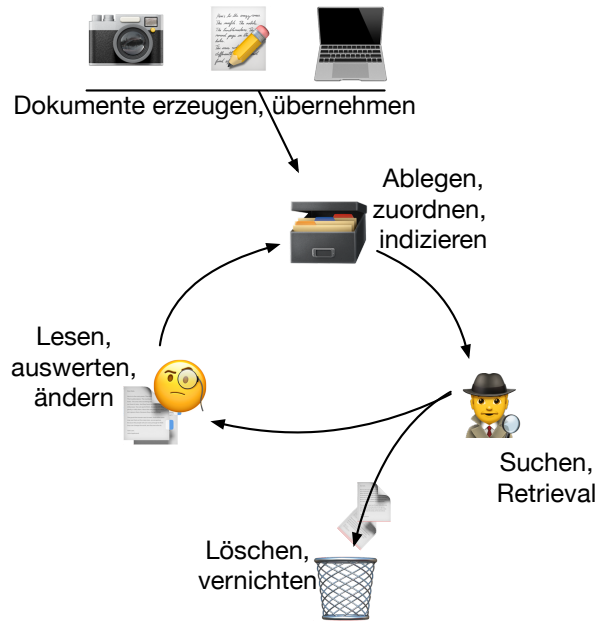 Dokumente erzeugen, übernehmen
Ablegen,
zuordnen,
indizieren
Lesen,
auswerten,
ändern
Suchen,
Retrieval
Löschen,
vernichten